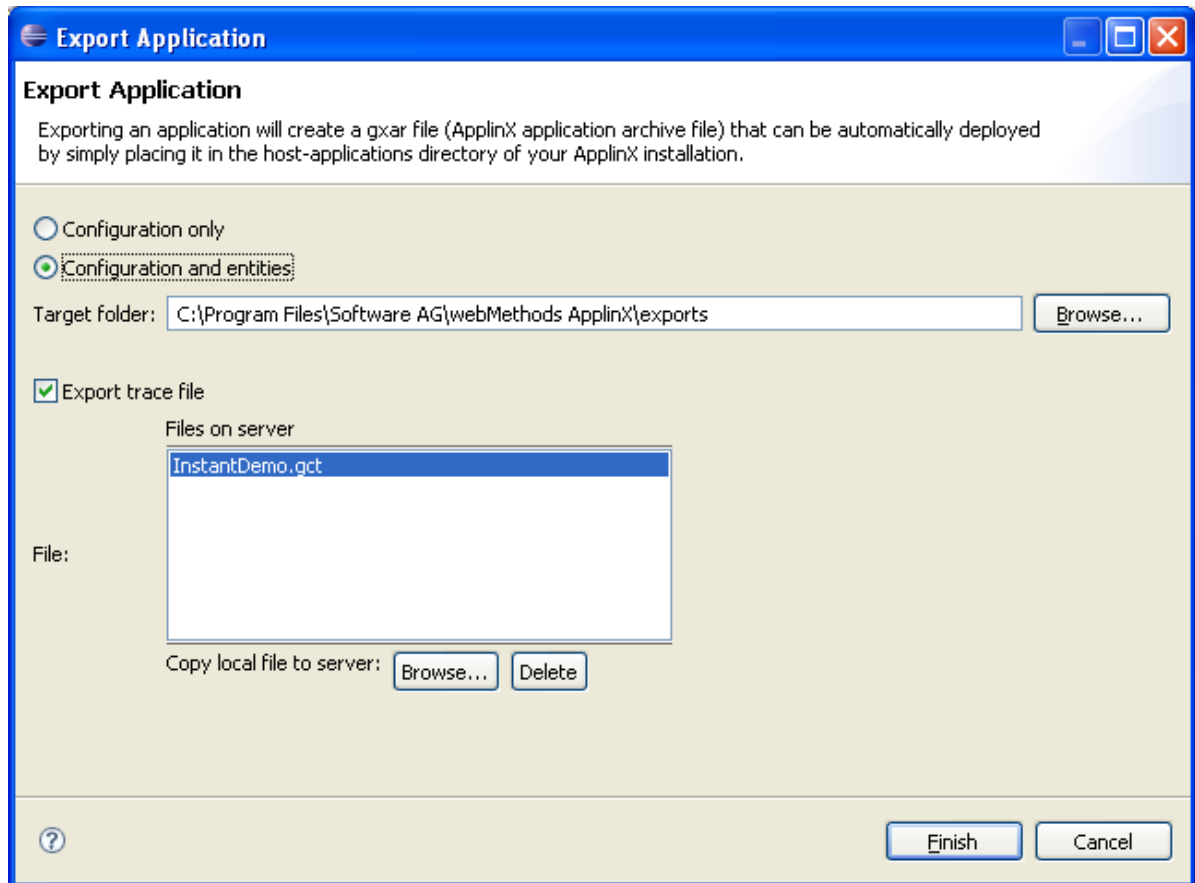 Export Application
Export Application
Exporting an application will create a gxar file (ApplinX application archive file) that can be automatically deployed
by simply placing it in the host-applications directory of your ApplinX installation.
Configuration only
Configuration and entities
Target folder: C:\Program Files\Software AG\webMethods ApplinX\exports Browse...
Export trace file
Files on server
InstantDemo.gct
File:
Copy local file to server: Browse... Delete
? Finish Cancel